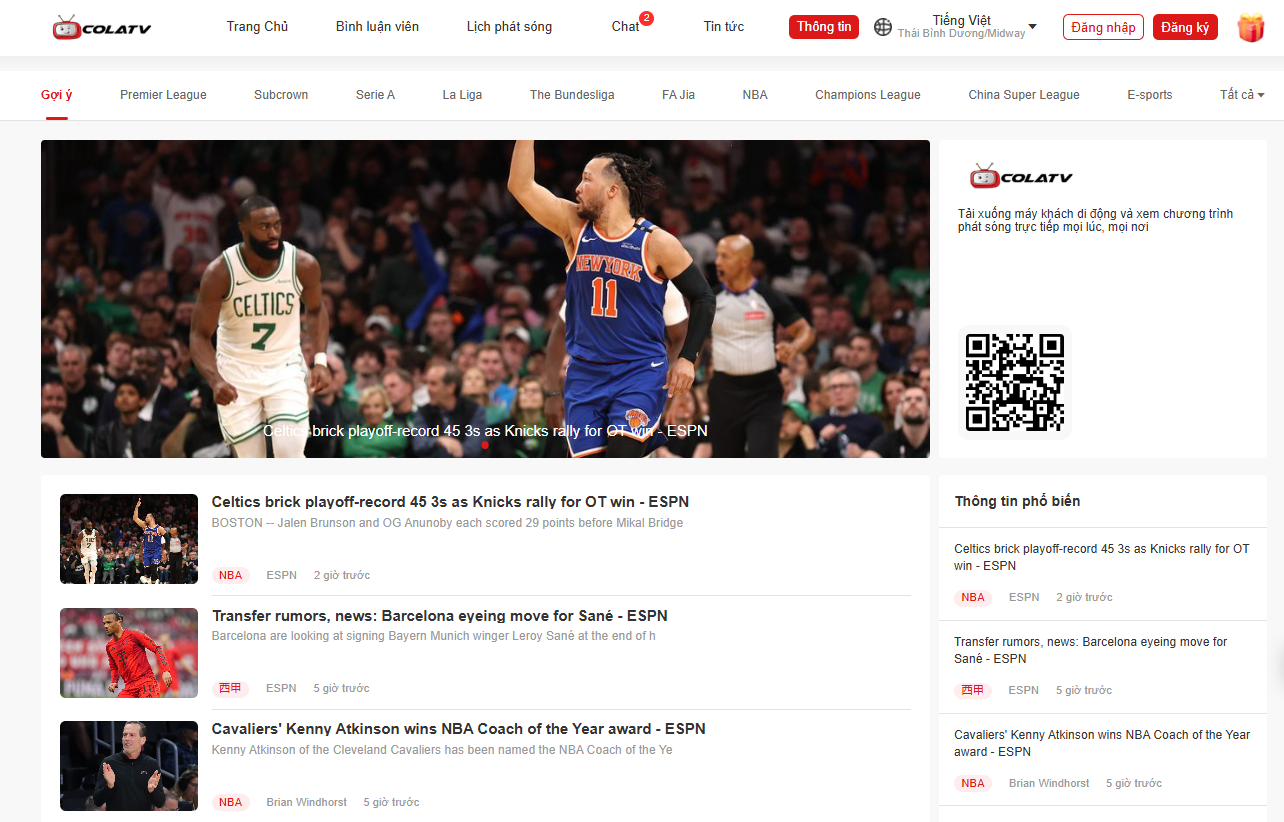 COLATV
Trang Chủ
Bình luận viên
Lịch phát sóng
Chat
2
Tin tức
Thông tin
Tiếng Việt
Thái Bình Dương/Midway
Đăng nhập
Đăng ký
Gợi ý
Premier League
Subcrown
Serie A
La Liga
The Bundesliga
FA Jia
NBA
Champions League
China Super League
E-sports
Tất cả
CELTICS
7
NEW YORK
11
Celtics brick playoff-record 45 3s as Knicks rally for OT win - ESPN
COLATV
Tải xuống máy khách di động và xem chương trình
phát sóng trực tiếp mọi lúc, mọi nơi
Celtics brick playoff-record 45 3s as Knicks rally for OT win - ESPN
BOSTON -- Jalen Brunson and OG Anunoby each scored 29 points before Mikal Bridge
NBA
ESPN
2 giờ trước
Transfer rumors, news: Barcelona eyeing move for Sané - ESPN
Barcelona are looking at signing Bayern Munich winger Leroy Sané at the end of h
西甲
ESPN
5 giờ trước
Cavaliers' Kenny Atkinson wins NBA Coach of the Year award - ESPN
Kenny Atkinson of the Cleveland Cavaliers has been named the NBA Coach of the Ye
NBA
Brian Windhorst
5 giờ trước
Thông tin phổ biến
Celtics brick playoff-record 45 3s as Knicks rally for OT
win - ESPN
NBA
ESPN
2 giờ trước
Transfer rumors, news: Barcelona eyeing move for
Sané - ESPN
西甲
ESPN
5 giờ trước
Cavaliers' Kenny Atkinson wins NBA Coach of the Year
award - ESPN
NBA
Brian Windhorst
5 giờ trước